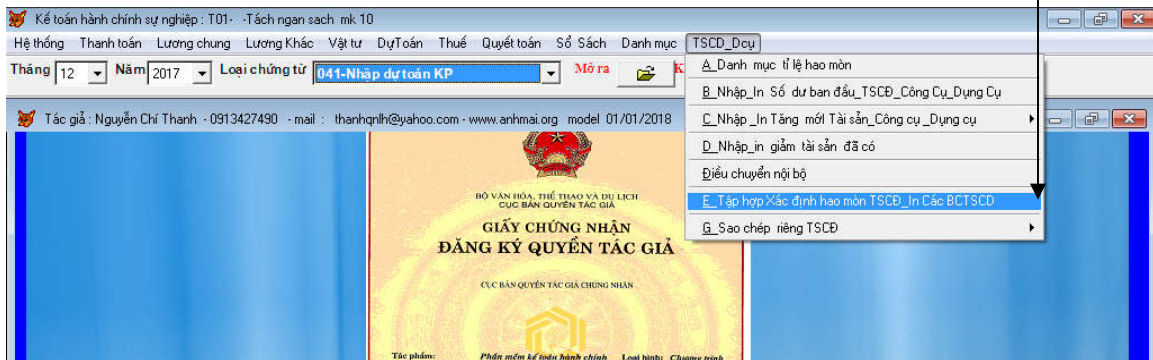 Kế toán hành chính sự nghiệp : T01- -Tách ngan sach mk 10
Hệ thống Thanh toán Lương chung Lương Khác Vật tư DựToán Thuế Quyết toán Sổ Sách Danh mục TSCD_Dcụ
Tháng 12 Năm 2017 Loại chứng từ 041-Nhập dự toán KP Mở ra K
A_Danh mục tỉ lệ hao mòn
B_Nhập_In Số dư ban đầu_TSCĐ_Công Cụ_Dụng Cụ
C_Nhập _In Tăng mới Tài sản_Công cụ _Dụng cụ
D_Nhập_in giảm tài sản đã có
Điều chuyển nội bộ
E_Tập hợp Xác định hao mòn TSCĐ_In Các BCTSCD
G_Sao chép riêng TSCĐ
Tác giả : Nguyễn Chí Thanh - 0913427490 - mail : thanhqnlh@yahoo.com - www.anhmai.org model 01/01/2018
BỘ VĂN HÓA, THỂ THAO VÀ DU LỊCH
CỤC BẢN QUYỀN TÁC GIẢ
GIẤY CHỨNG NHẬN
ĐĂNG KÝ QUYỀN TÁC GIẢ
CỤC BẢN QUYỀN TÁC GIẢ CHỨNG NHẬN
Tác phẩm: Phần mềm kế toán hành chính Loại hình: Chương trình